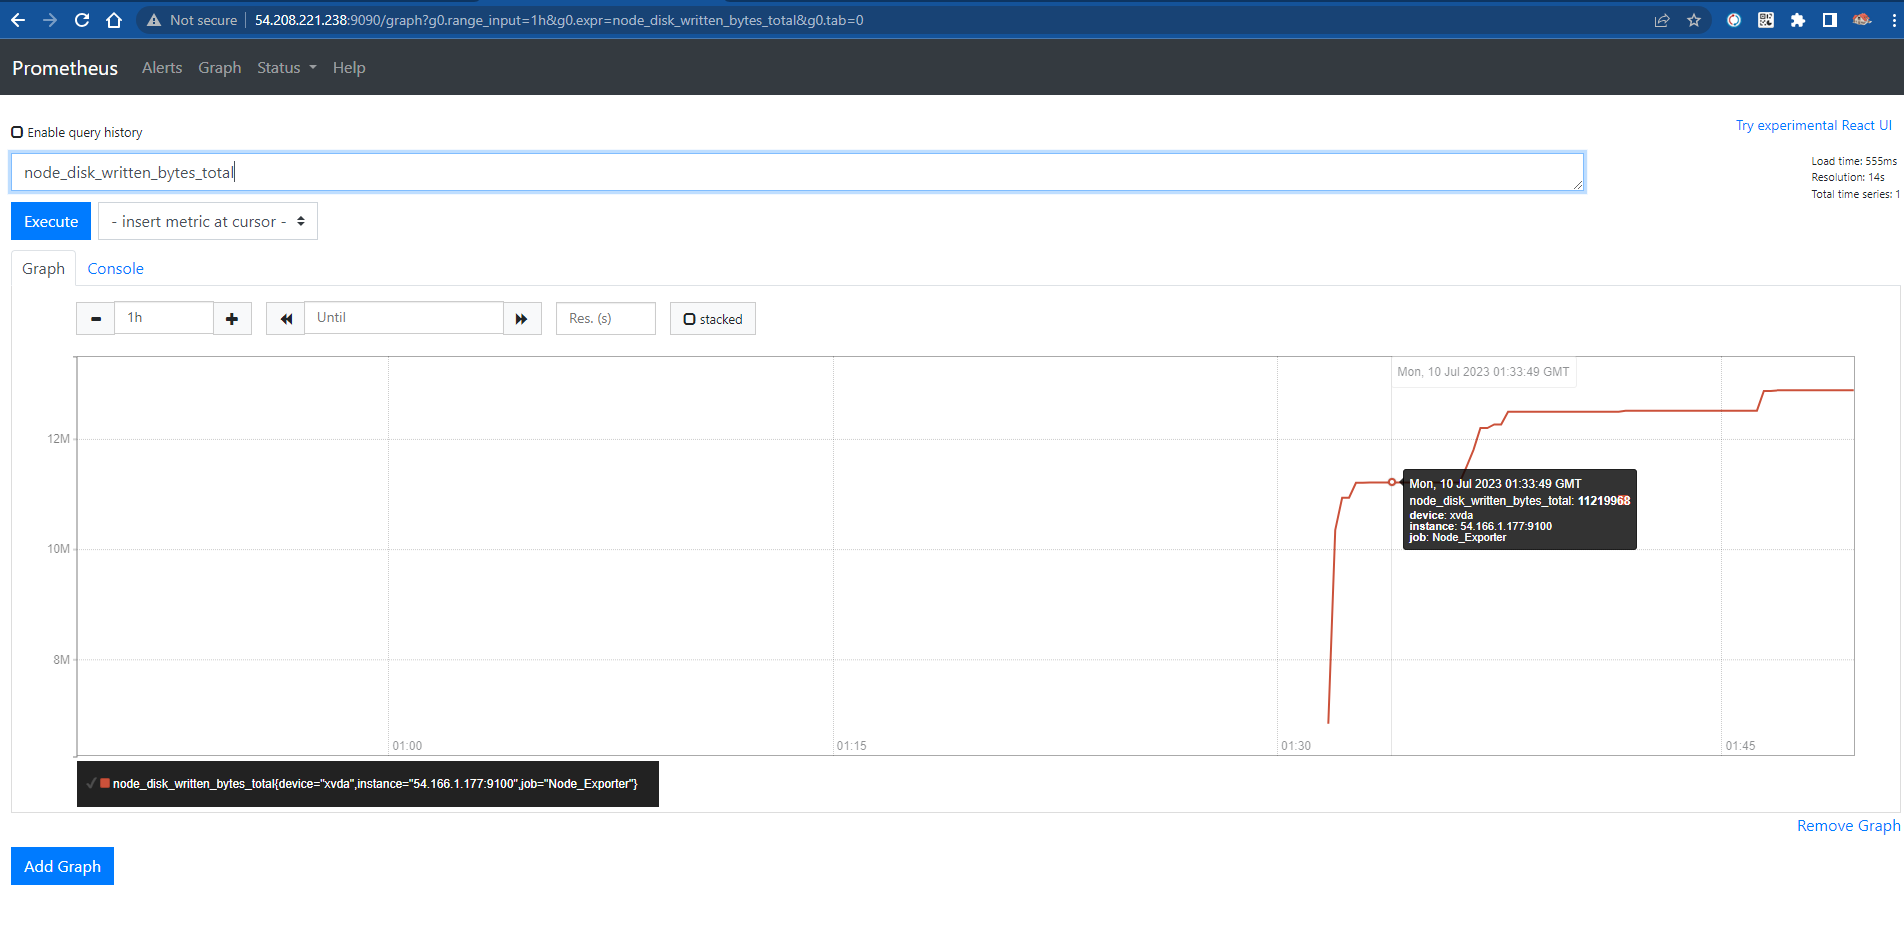 Not secure 54.208.221.238:9090/graph?g0.range_input=1h&g0.expr=node_disk_written_bytes_total&g0.tab=0
Prometheus Alerts Graph Status Help
Enable query history
Try experimental React UI
node_disk_written_bytes_total
Load time: 555ms
Resolution: 14s
Total time series: 1
Execute - insert metric at cursor -
Graph Console
1h Until Res. (s) stacked
Mon, 10 Jul 2023 01:33:49 GMT
12M
10M
8M
Mon, 10 Jul 2023 01:33:49 GMT
node_disk_written_bytes_total: 11219968
device: xvda
instance: 54.166.1.177:9100
job: Node_Exporter
01:00 01:15 01:30 01:45
node_disk_written_bytes_total{device="xvda",instance="54.166.1.177:9100",job="Node_Exporter"}
Remove Graph
Add Graph